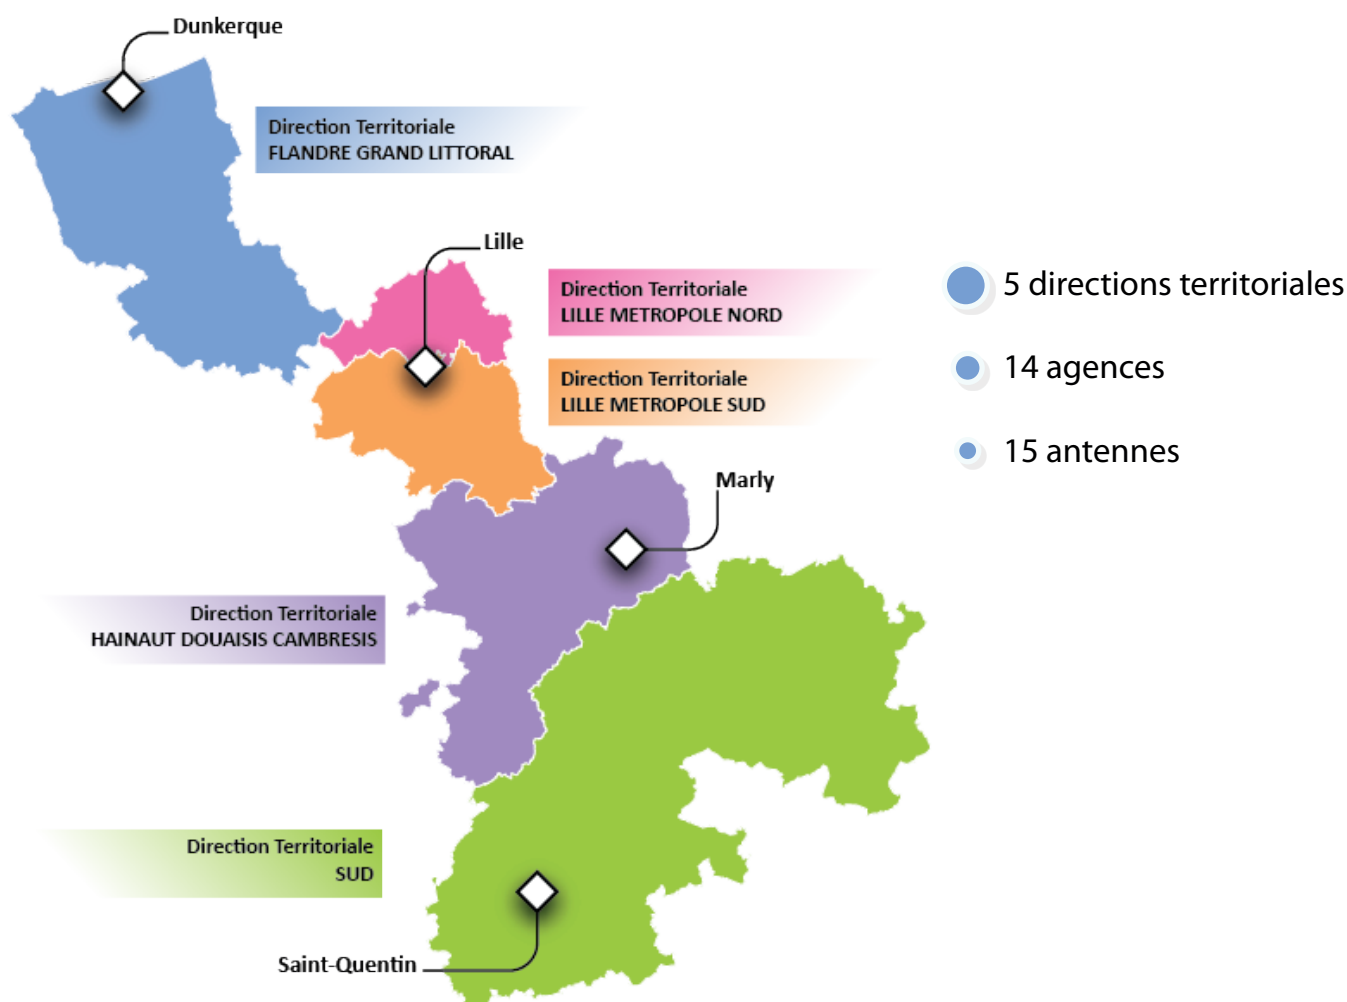 Dunkerque
Direction Territoriale
FLANDRE GRAND LITTORAL
Lille
Direction Territoriale
LILLE METROPOLE NORD
Direction Territoriale
LILLE METROPOLE SUD
5 directions territoriales
14 agences
15 antennes
Marly
Direction Territoriale
HAINAUT DOUAISIS CAMBRESIS
Direction Territoriale
SUD
Saint-Quentin